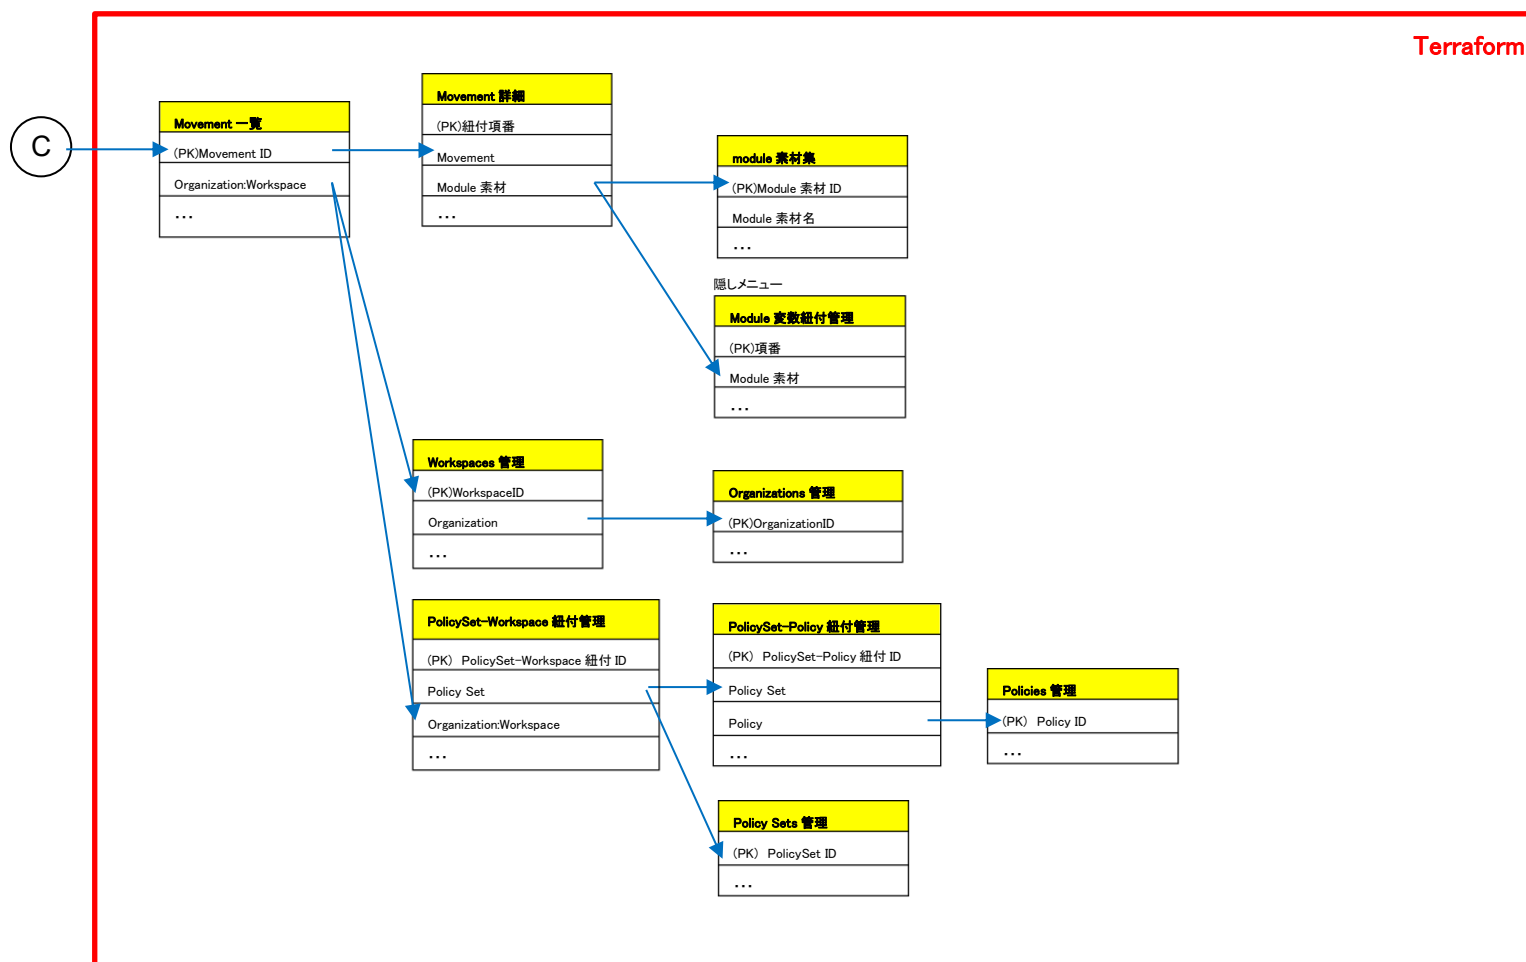 Terraform
C
Movement 一覧
(PK)Movement ID
Organization:Workspace
...
Movement 詳細
(PK)紐付項番
Movement
Module 素材
...
module 素材集
(PK)Module 素材 ID
Module 素材名
...
隠しメニュー
Module 変数紐付管理
(PK)項番
Module 素材
...
Workspaces 管理
(PK)WorkspaceID
Organization
...
Organizations 管理
(PK)OrganizationID
...
PolicySet-Workspace 紐付管理
(PK) PolicySet-Workspace 紐付 ID
Policy Set
Organization:Workspace
...
PolicySet-Policy 紐付管理
(PK) PolicySet-Policy 紐付 ID
Policy Set
Policy
...
Policies 管理
(PK) Policy ID
...
Policy Sets 管理
(PK) PolicySet ID
...